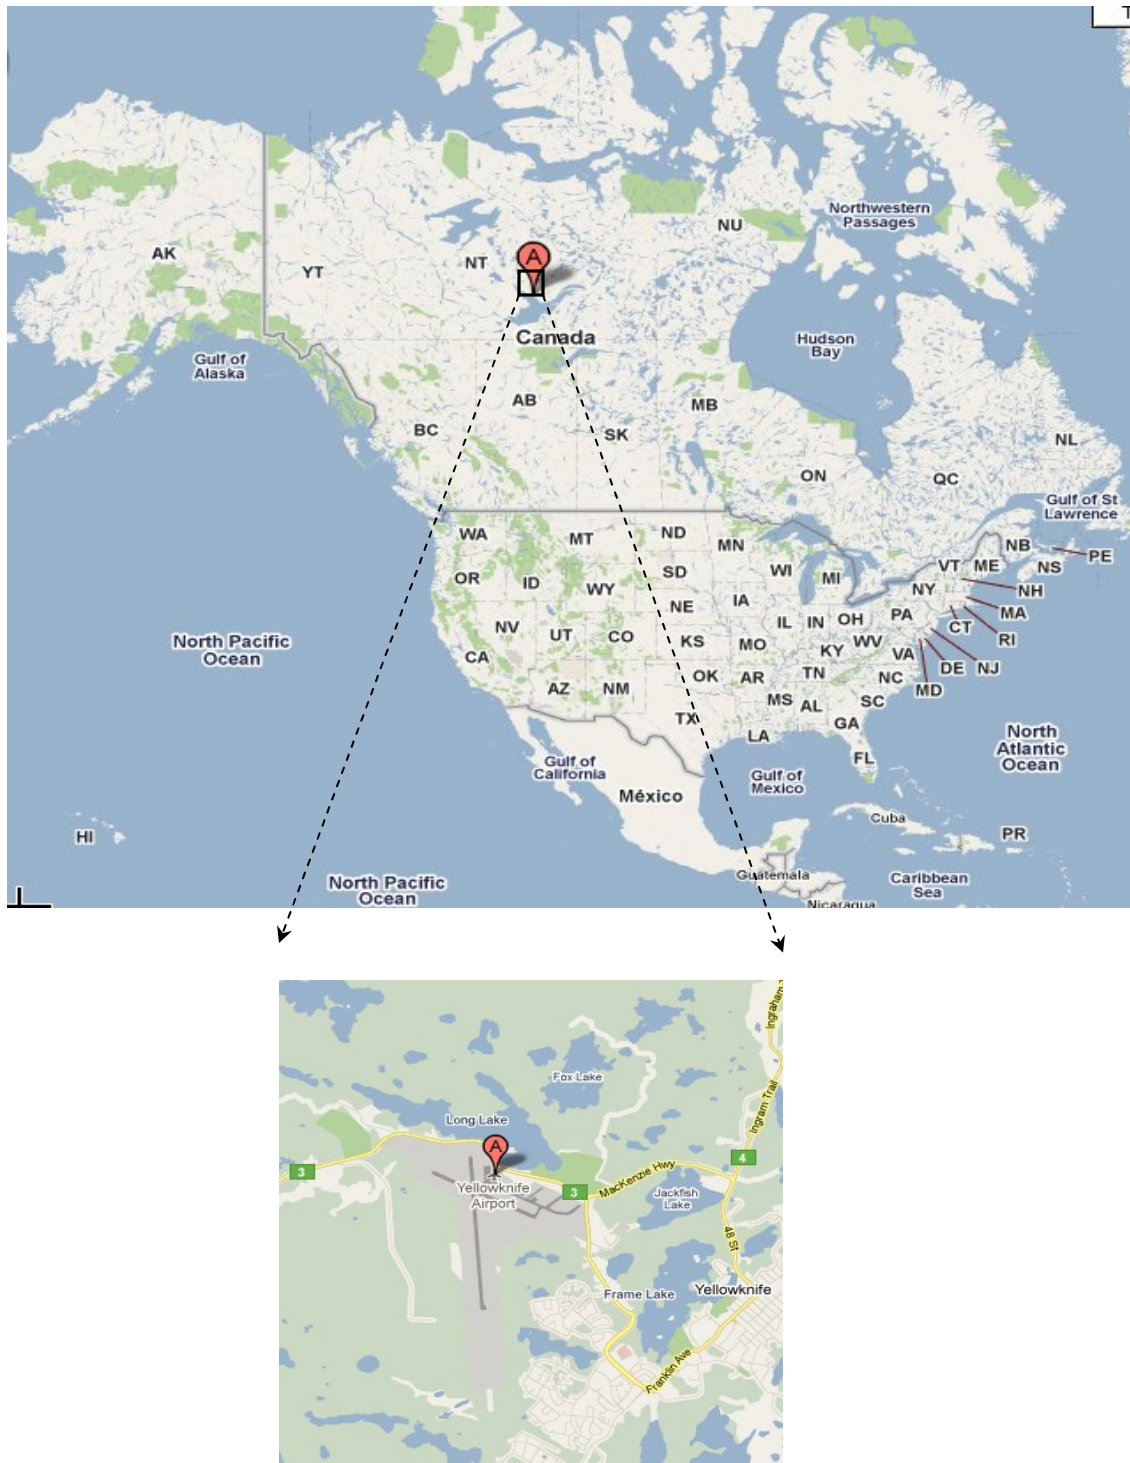 T
NU
Northwestern
Passages
AK
YT
NT
A
Canada
Hudson
Bay
Gulf of
Alaska
AB
MB
BC
SK
NL
ON
QC
Gulf of St
Lawrence
WA
MT
ND
MN
NB
PE
VT
ME
NS
OR
ID
WY
SD
WI
MI
NY
NH
NE
IA
PA
MA
NV
UT
CO
IL
IN
OH
CT
RI
North Pacific
Ocean
CA
KS
MO
KY
WV
VA
DE
NJ
AZ
NM
OK
AR
TN
NC
MD
MS
AL
SC
TX
LA
GA
FL
North
Atlantic
Ocean
Gulf of
California
Gulf of
Mexico
México
Cuba
HI
PR
Guatemala
North Pacific
Ocean
Caribbean
Sea
Nicaragua
Ingraham T
Fox Lake
Ingram Trail
Long Lake
A
3
4
Yellowknife
Airport
3
MacKenzie Hwy
Jackfish
Lake
48 St
Frame Lake
Yellowknife
Franklin Ave